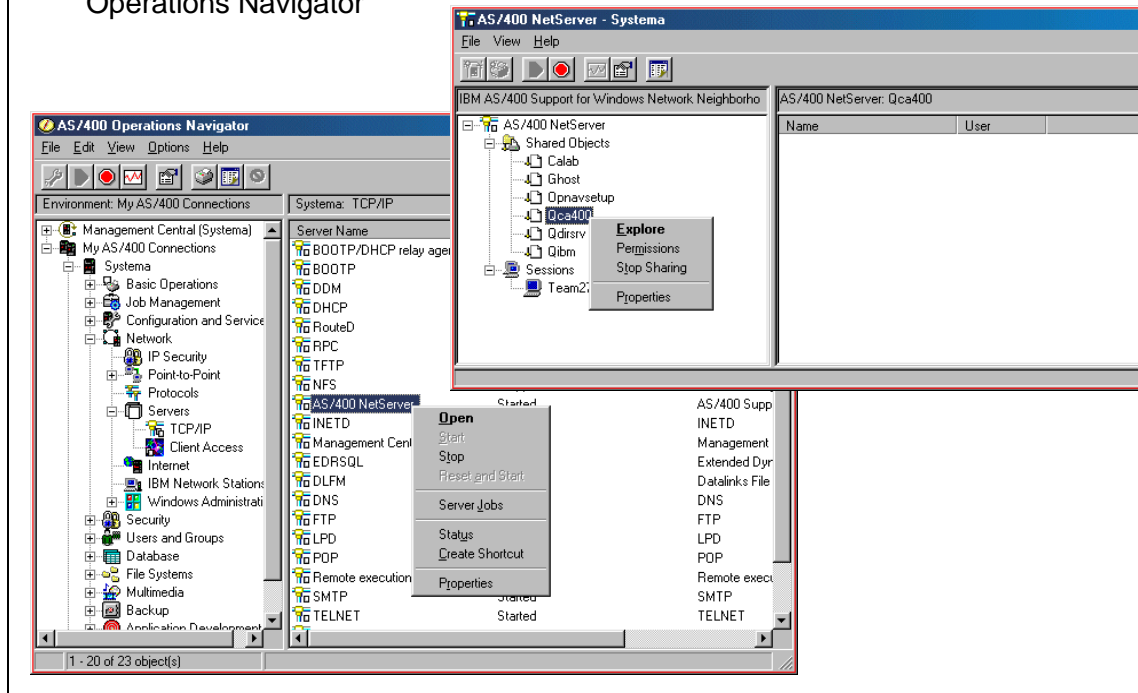 Operations Navigator
AS/400 NetServer - Systema
File View Help
IBM AS/400 Support for Windows Network Neighborho
AS/400 NetServer: Qca400
AS/400 NetServer
Shared Objects
Calab
Ghost
Opnavsetup
Qca400
Qdirsrv
Qibm
Sessions
Team27
Name User
Explore
Permissions
Stop Sharing
Properties
AS/400 Operations Navigator
File Edit View Options Help
Environment: My AS/400 Connections
Systema: TCP/IP
Management Central (Systema)
My AS/400 Connections
Systema
Basic Operations
Job Management
Configuration and Service
Network
IP Security
Point-to-Point
Protocols
Servers
TCP/IP
Client Access
Internet
IBM Network Stations
Windows Administrati
Security
Users and Groups
Database
File Systems
Multimedia
Backup
Application Development
Server Name
BOOTP/DHCP relay agen
BOOTP
DDM
DHCP
RouteD
RPC
TFTP
NFS
AS/400 NetServer Started AS/400 Supp
INETD INETD
Management Cent Management
EDRSQL Extended Dyr
DLFM Datalinks File
DNS DNS
FTP FTP
LPD LPD
POP POP
Remote execution Remote execu
SMTP Started SMTP
TELNET Started TELNET
Open
Start
Stop
Reset and Start
Server Jobs
Status
Create Shortcut
Properties
1 - 20 of 23 object(s)